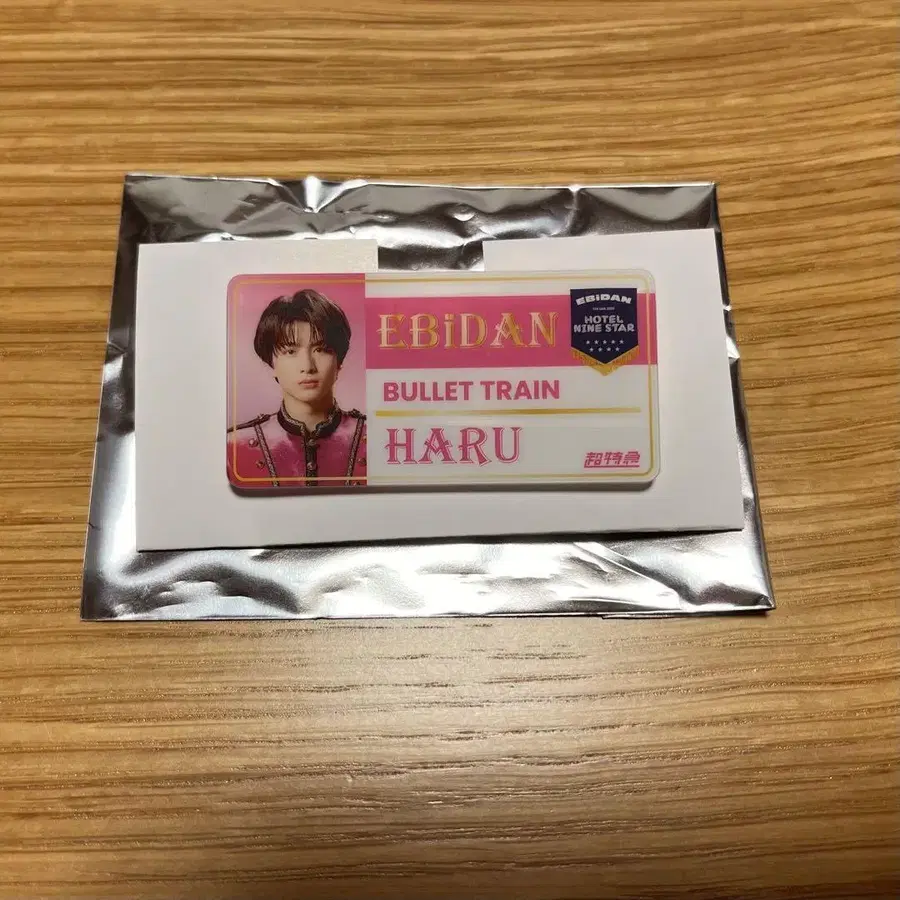 EBiDAN
EBiDAN
HOTEL
NINE STAR
BULLET TRAIN
HARU
超特急